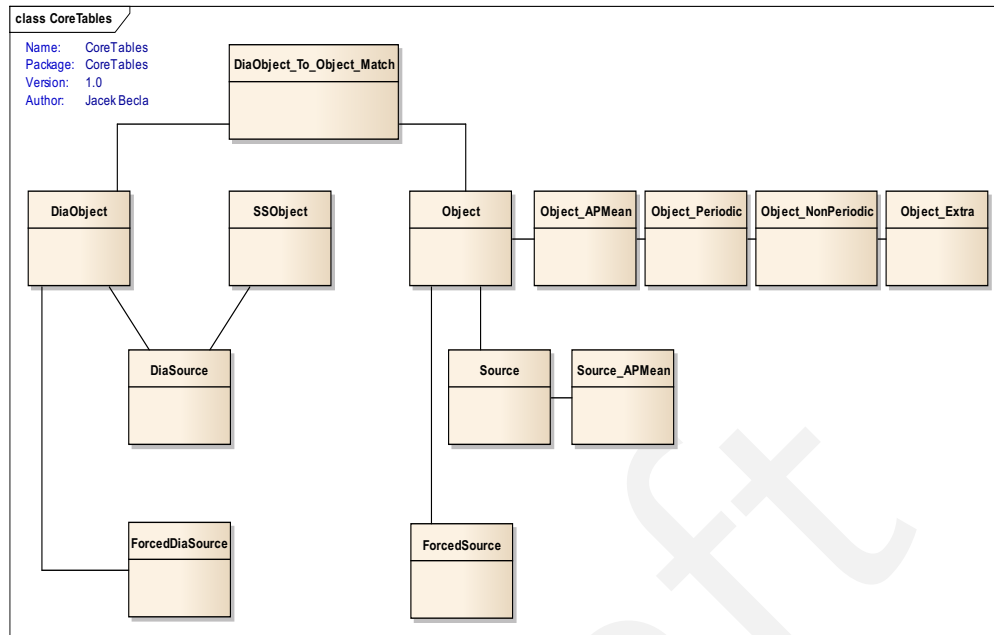 class CoreTables
Name: CoreTables
Package: CoreTables
Version: 1.0
Author: Jacek Becla
DiaObject_To_Object_Match
DiaObject
SSObject
Object
Object_APMean
Object_Periodic
Object_NonPeriodic
Object_Extra
DiaSource
Source
Source_APMean
ForcedDiaSource
ForcedSource